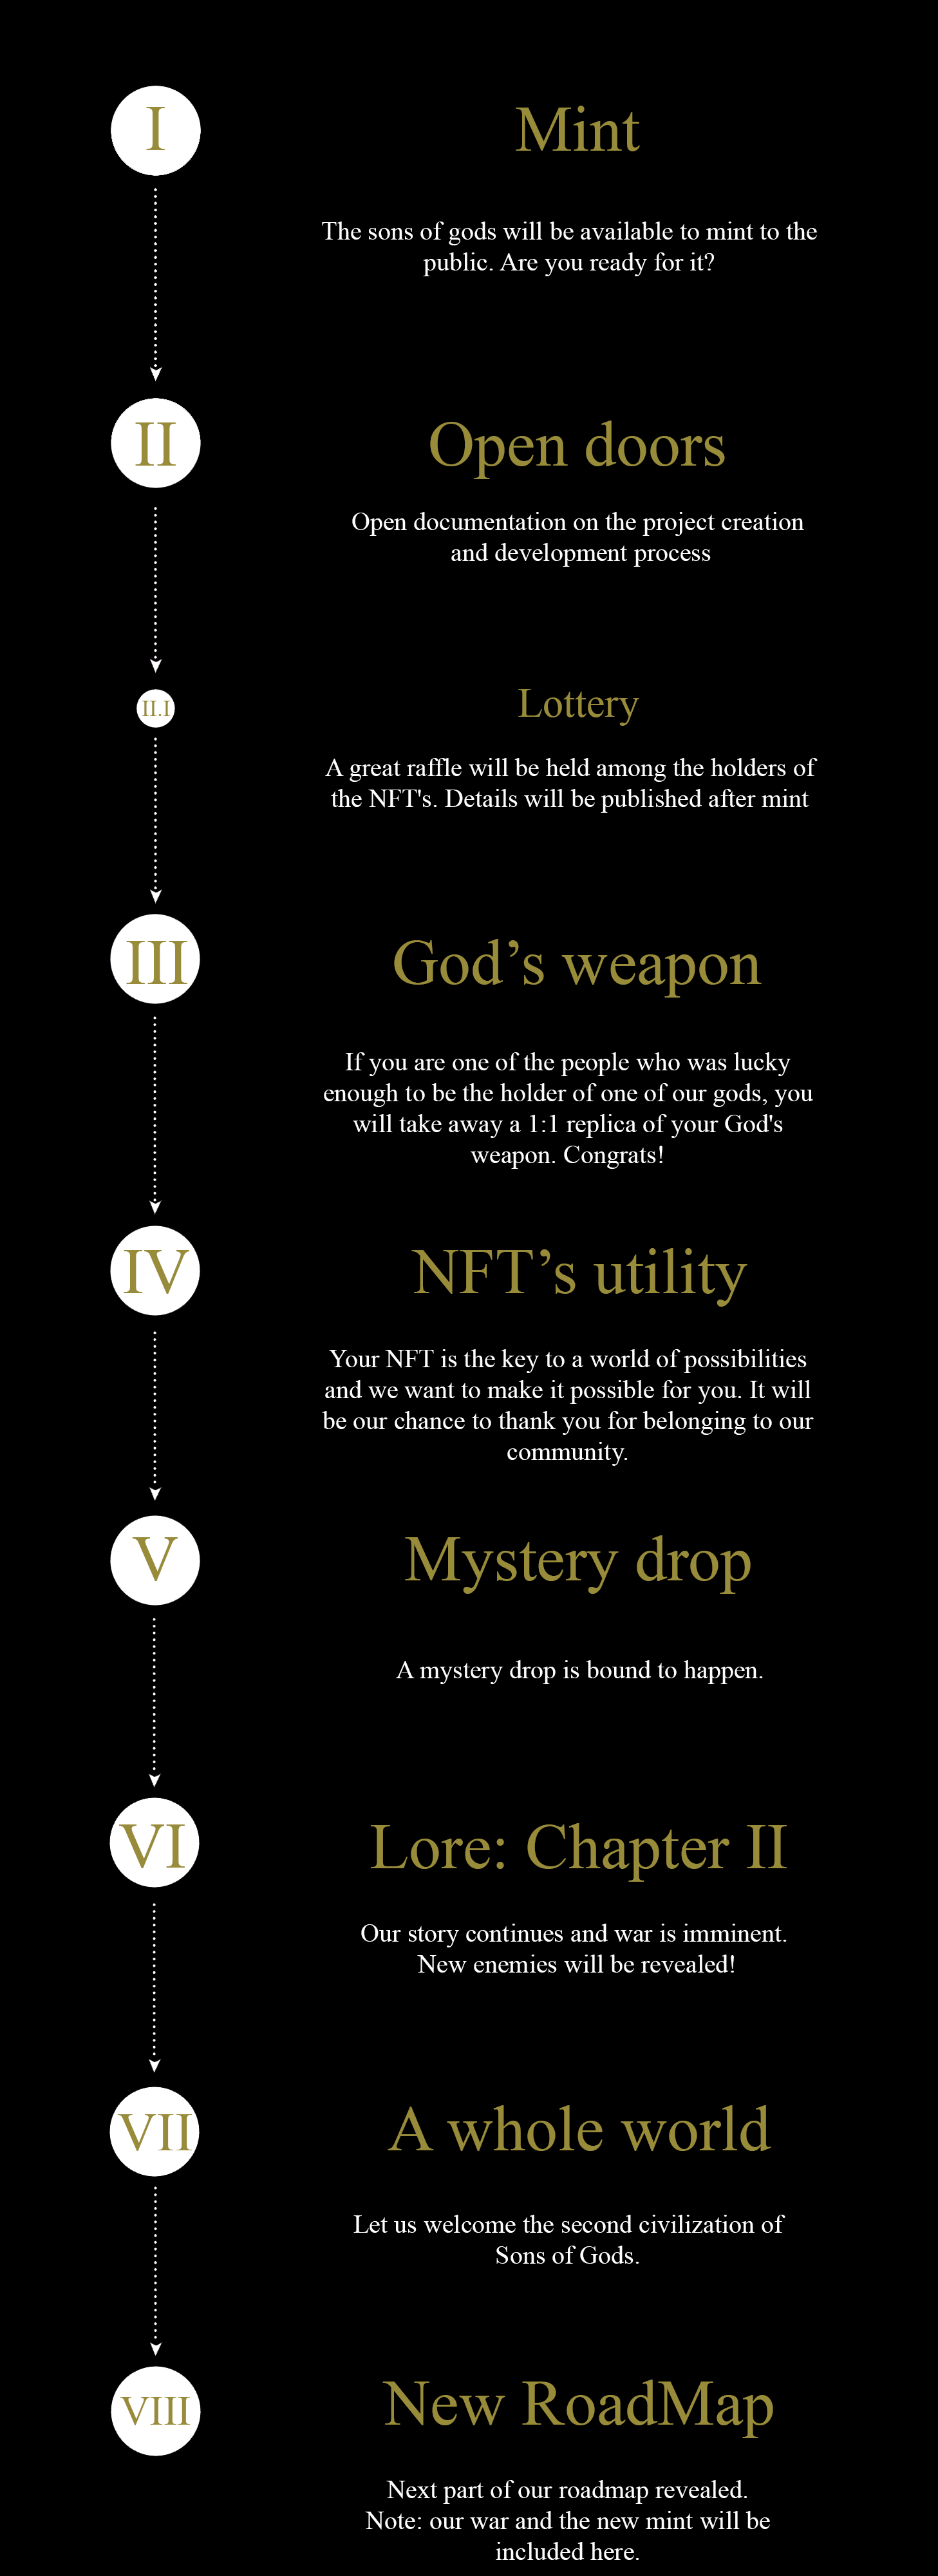 I
Mint
The sons of gods will be available to mint to the
public. Are you ready for it?
II
Open doors
Open documentation on the project creation
and development process
II.I
Lottery
A great raffle will be held among the holders of
the NFT's. Details will be published after mint
III
God’s weapon
If you are one of the people who was lucky
enough to be the holder of one of our gods, you
will take away a 1:1 replica of your God's
weapon. Congrats!
IV
NFT’s utility
Your NFT is the key to a world of possibilities
and we want to make it possible for you. It will
be our chance to thank you for belonging to our
community.
V
Mystery drop
A mystery drop is bound to happen.
VI
Lore: Chapter II
Our story continues and war is imminent.
New enemies will be revealed!
VII
A whole world
Let us welcome the second civilization of
Sons of Gods.
VIII
New RoadMap
Next part of our roadmap revealed.
Note: our war and the new mint will be
included here.